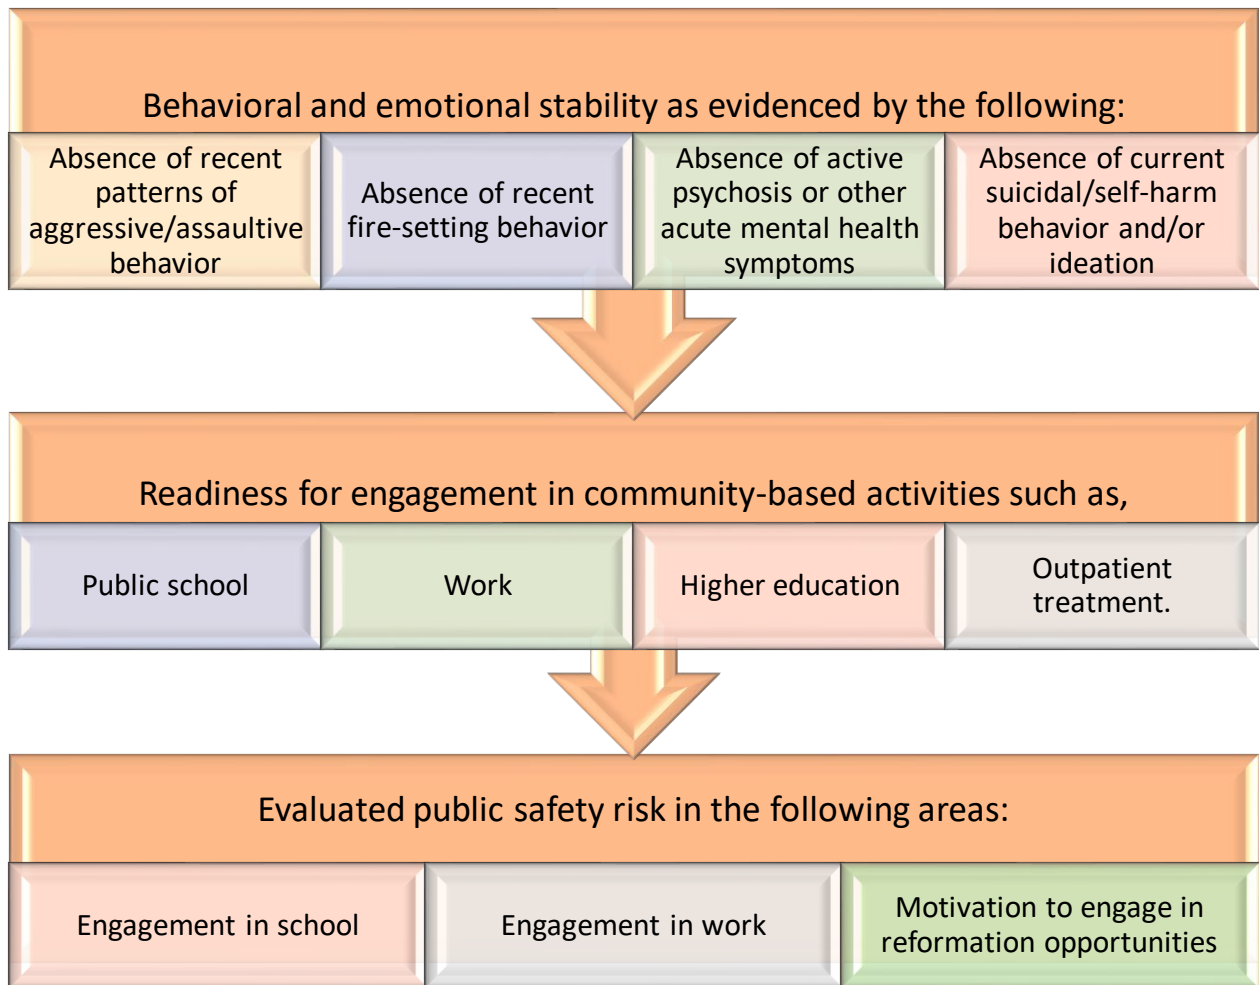 Behavioral and emotional stability as evidenced by the following:
Absence of recent
patterns of
aggressive/assaultive
behavior
Absence of recent
fire-setting behavior
Absence of active
psychosis or other
acute mental health
symptoms
Absence of current
suicidal/self-harm
behavior and/or
ideation
Readiness for engagement in community-based activities such as,
Public school
Work
Higher education
Outpatient
treatment.
Evaluated public safety risk in the following areas:
Engagement in school
Engagement in work
Motivation to engage in
reformation opportunities